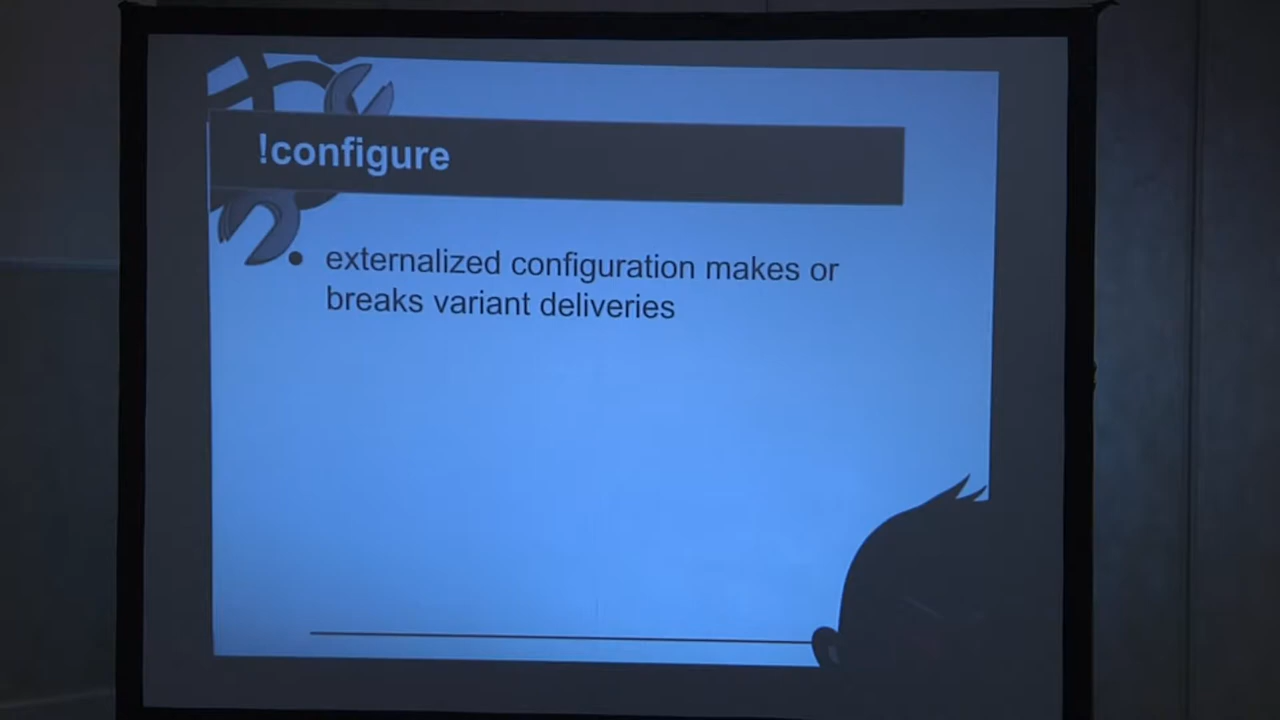 !configure
externalized configuration makes or
breaks variant deliveries